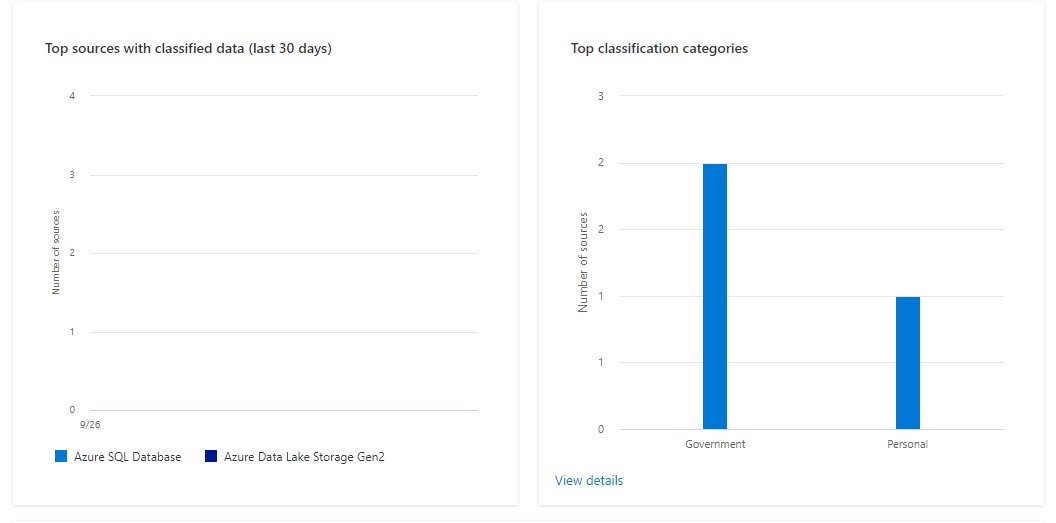 Top sources with classified data (last 30 days)
4
3
2
1
0
Number of sources
9/26
Azure SQL Database
Azure Data Lake Storage Gen2
Top classification categories
3
2
2
1
1
0
Number of sources
Government
Personal
View details